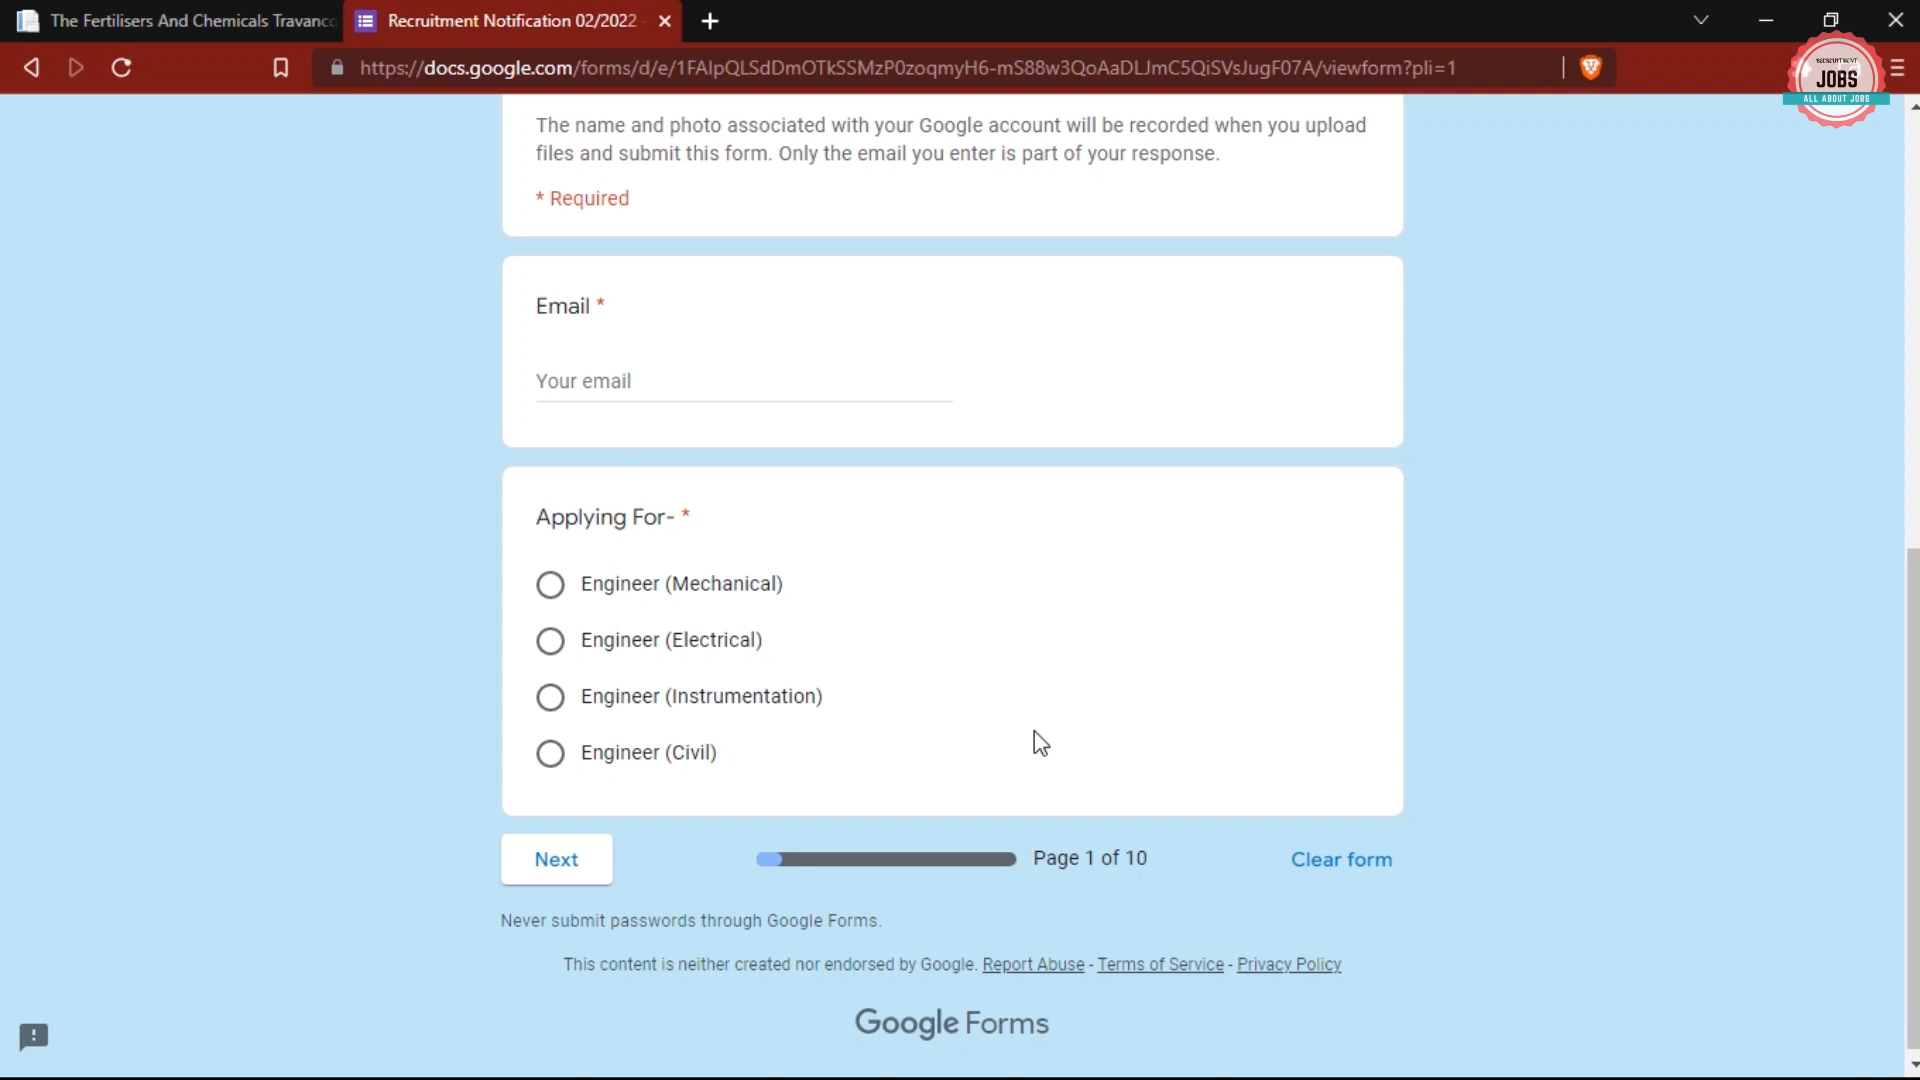 The Fertilisers And Chemicals Travanc
Recruitment Notification 02/2022
https://docs.google.com/forms/d/e/1FAIpQLSdDmOTkSSMzP0zoqmyH6-mS88w3QoAaDLJmC5QiSVsJugF07A/viewform?pli=1
RECRUITMENT
JOBS
ALL ABOUT JOBS
The name and photo associated with your Google account will be recorded when you upload
files and submit this form. Only the email you enter is part of your response.
* Required
Email *
Your email
Applying For- *
Engineer (Mechanical)
Engineer (Electrical)
Engineer (Instrumentation)
Engineer (Civil)
Next
Page 1 of 10
Clear form
Never submit passwords through Google Forms.
This content is neither created nor endorsed by Google. Report Abuse - Terms of Service - Privacy Policy
Google Forms